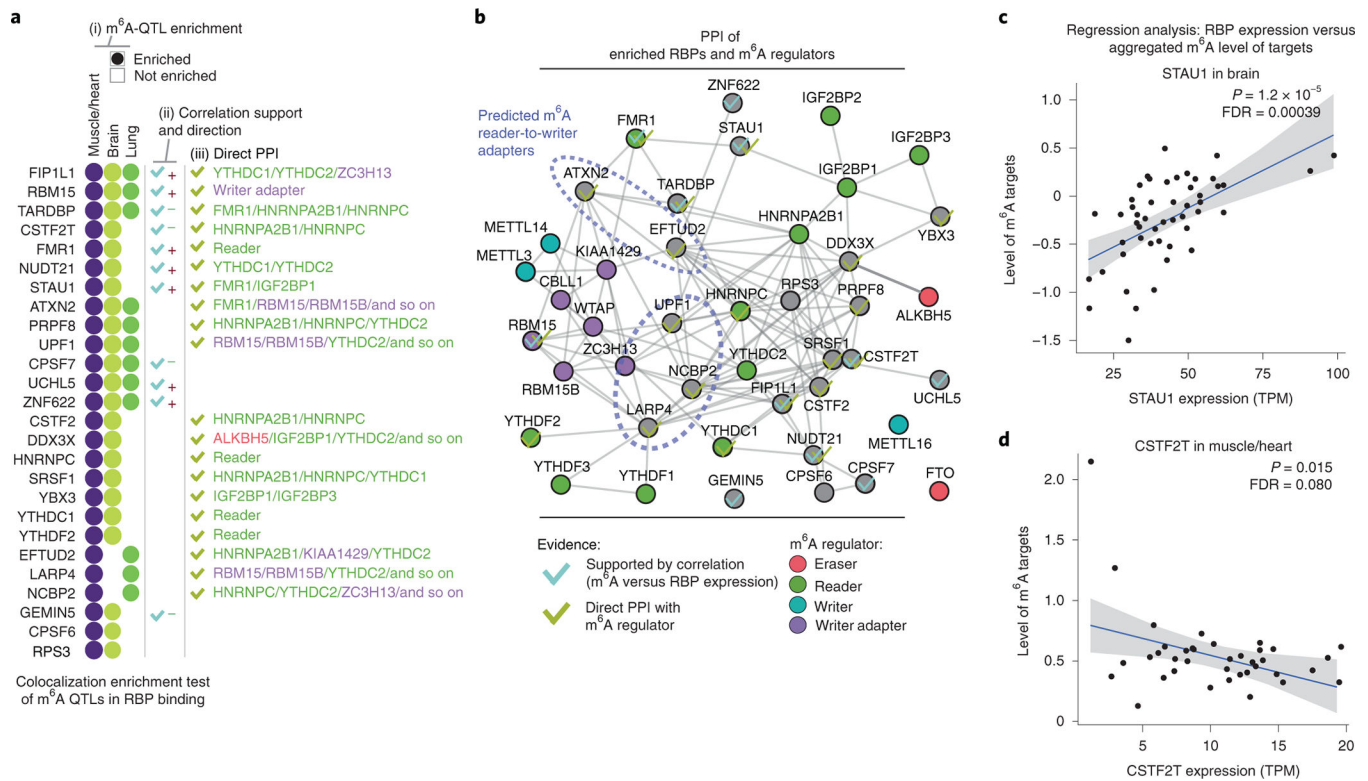 a
(i) m6A-QTL enrichment
Enriched
Not enriched
Muscle/heart
Brain
Lung
(ii) Correlation support
and direction
(iii) Direct PPI
FIP1L1 + YTHDC1/YTHDC2/ZC3H13
RBM15 + Writer adapter
TARDBP − FMR1/HNRNPA2B1/HNRNPC
CSTF2T − HNRNPA2B1/HNRNPC
FMR1 + Reader
NUDT21 + YTHDC1/YTHDC2
STAU1 + FMR1/IGF2BP1
ATXN2 FMR1/RBM15/RBM15B/and so on
PRPF8 HNRNPA2B1/HNRNPC/YTHDC2
UPF1 RBM15/RBM15B/YTHDC2/and so on
CPSF7 −
UCHL5 +
ZNF622 +
CSTF2 HNRNPA2B1/HNRNPC
DDX3X ALKBH5/IGF2BP1/YTHDC2/and so on
HNRNPC Reader
SRSF1 HNRNPA2B1/HNRNPC/YTHDC1
YBX3 IGF2BP1/IGF2BP3
YTHDC1 Reader
YTHDF2 Reader
EFTUD2 HNRNPA2B1/KIAA1429/YTHDC2
LARP4 RBM15/RBM15B/YTHDC2/and so on
NCBP2 HNRNPC/YTHDC2/ZC3H13/and so on
GEMIN5 −
CPSF6
RPS3
Colocalization enrichment test
of m6A QTLs in RBP binding
b
PPI of
enriched RBPs and m6A regulators
Predicted m6A
reader-to-writer
adapters
ZNF622
IGF2BP2
FMR1
STAU1
IGF2BP3
ATXN2
TARDBP
IGF2BP1
METTL14
EFTUD2
HNRNPA2B1
YBX3
METTL3
KIAA1429
DDX3X
CBLL1
UPF1
HNRNPC
RPS3
PRPF8
ALKBH5
WTAP
RBM15
ZC3H13
YTHDC2
SRSF1
CSTF2T
RBM15B
NCBP2
FIP1L1
CSTF2
UCHL5
LARP4
YTHDF2
YTHDC1
NUDT21
METTL16
YTHDF3
YTHDF1
GEMIN5
CPSF6
CPSF7
FTO
Evidence:
Supported by correlation
(m6A versus RBP expression)
Direct PPI with
m6A regulator
m6A regulator:
Eraser
Reader
Writer
Writer adapter
c
Regression analysis: RBP expression versus
aggregated m6A level of targets
STAU1 in brain
P = 1.2 × 10−5
FDR = 0.00039
Level of m6A targets
1.0
0.5
0
−0.5
−1.0
−1.5
25 50 75 100
STAU1 expression (TPM)
d
CSTF2T in muscle/heart
P = 0.015
FDR = 0.080
Level of m6A targets
2.0
1.5
1.0
0.5
0
5 10 15 20
CSTF2T expression (TPM)